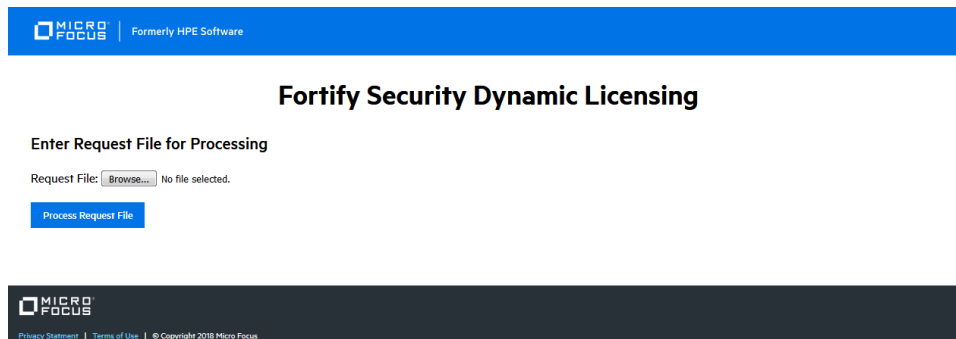 MICRO FOCUS | Formerly HPE Software
Fortify Security Dynamic Licensing
Enter Request File for Processing
Request File: Browse... No file selected.
Process Request File
MICRO FOCUS
Privacy Statment | Terms of Use | © Copyright 2018 Micro Focus